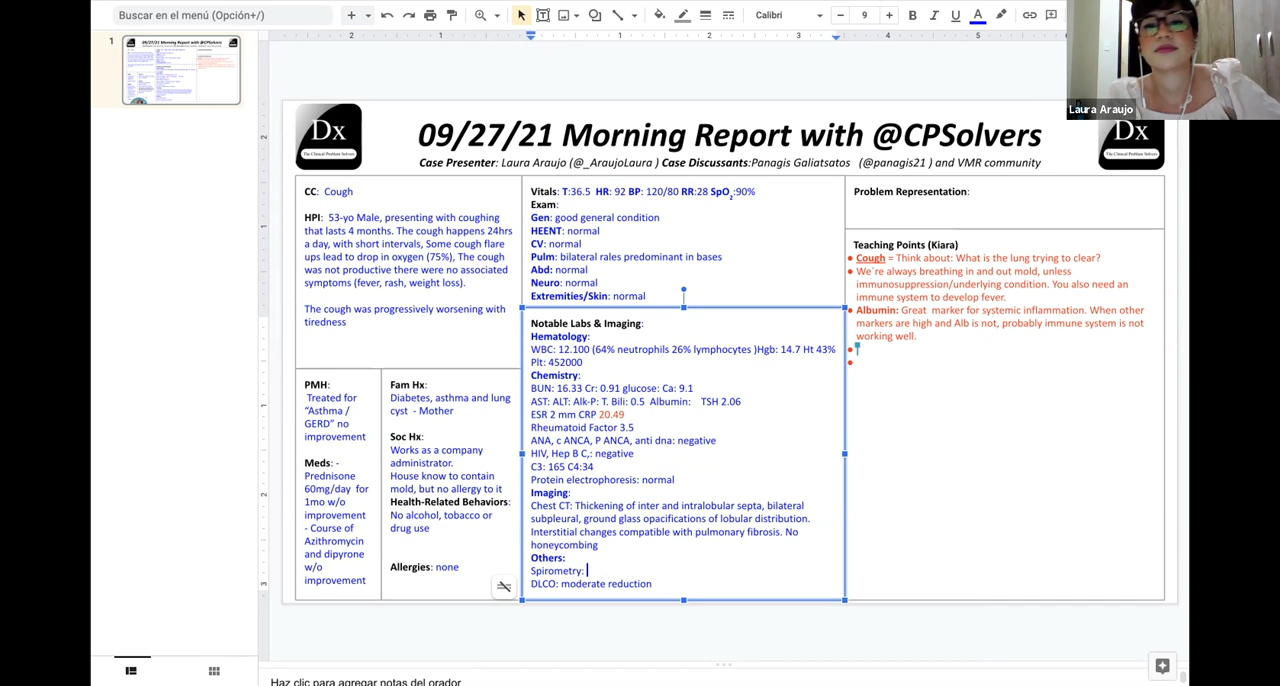 Buscar en el menú (Opción+/)
Calibri
9
B I U A
2 1 1 2 3 4 5
1
Laura Araujo
Dx
The Clinical Problem Solvers
09/27/21 Morning Report with @CPSolvers
Case Presenter: Laura Araujo (@_AraujoLaura ) Case Discussants:Panagis Galiatsatos (@panagis21 ) and VMR community
Dx
The Clinical Problem Solvers
CC: Cough
HPI: 53-yo Male, presenting with coughing
that lasts 4 months. The cough happens 24hrs
a day, with short intervals, Some cough flare
ups lead to drop in oxygen (75%), The cough
was not productive there were no associated
symptoms (fever, rash, weight loss).
The cough was progressively worsening with
tiredness
PMH:
Treated for
“Asthma /
GERD” no
improvement
Meds: -
Prednisone
60mg/day for
1mo w/o
improvement
- Course of
Azithromycin
and dipyrone
w/o
improvement
Fam Hx:
Diabetes, asthma and lung
cyst - Mother
Soc Hx:
Works as a company
administrator.
House know to contain
mold, but no allergy to it
Health-Related Behaviors:
No alcohol, tobacco or
drug use
Allergies: none
Vitals: T:36.5 HR: 92 BP: 120/80 RR:28 SpO2:90%
Exam:
Gen: good general condition
HEENT: normal
CV: normal
Pulm: bilateral rales predominant in bases
Abd: normal
Neuro: normal
Extremities/Skin: normal
Notable Labs & Imaging:
Hematology:
WBC: 12.100 (64% neutrophils 26% lymphocytes )Hgb: 14.7 Ht 43%
Plt: 452000
Chemistry:
BUN: 16.33 Cr: 0.91 glucose: Ca: 9.1
AST: ALT: Alk-P: T. Bili: 0.5 Albumin: TSH 2.06
ESR 2 mm CRP 20.49
Rheumatoid Factor 3.5
ANA, c ANCA, P ANCA, anti dna: negative
HIV, Hep B C,: negative
C3: 165 C4:34
Protein electrophoresis: normal
Imaging:
Chest CT: Thickening of inter and intralobular septa, bilateral
subpleural, ground glass opacifications of lobular distribution.
Interstitial changes compatible with pulmonary fibrosis. No
honeycombing
Others:
Spirometry:
DLCO: moderate reduction
Problem Representation:
Teaching Points (Kiara)
Cough = Think about: What is the lung trying to clear?
We´re always breathing in and out mold, unless
immunosuppression/underlying condition. You also need an
immune system to develop fever.
Albumin: Great marker for systemic inflammation. When other
markers are high and Alb is not, probably immune system is not
working well.
Haz clic para agregar notas del orador